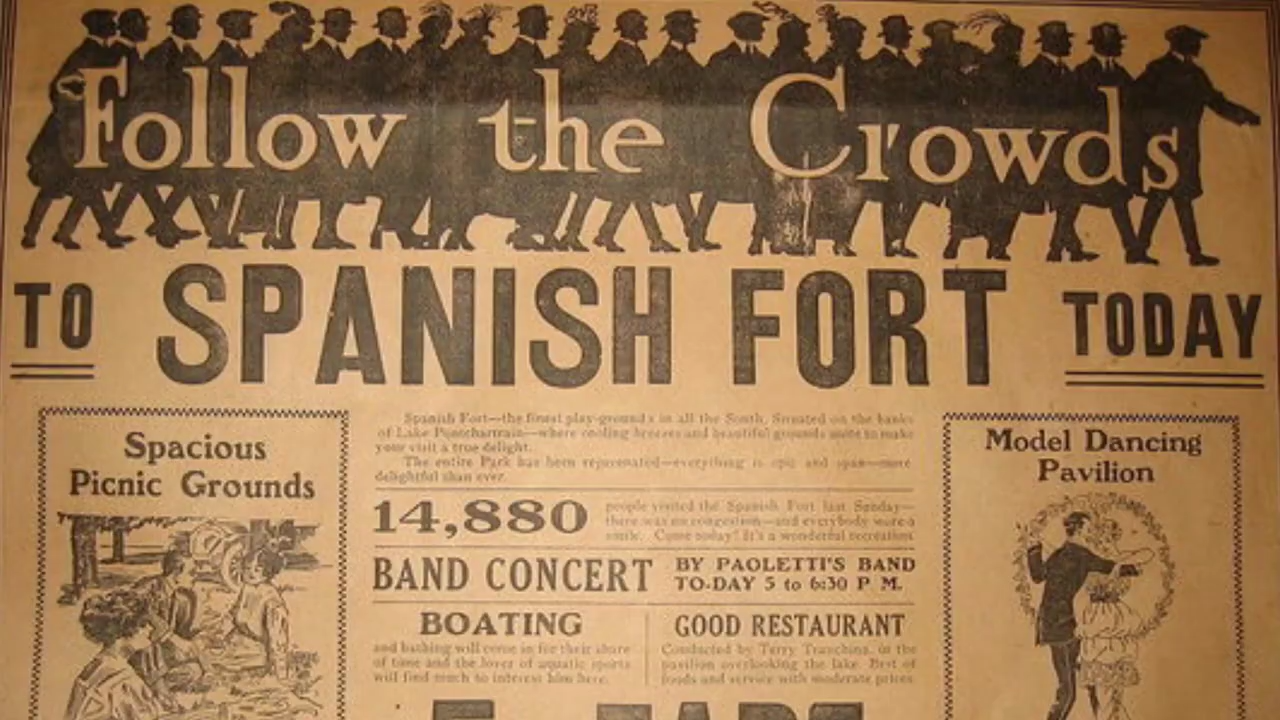 Follow the Crowds
TO SPANISH FORT TODAY
Spacious
Picnic Grounds
Spanish Fort—the finest play-grounds in all the South. Situated on the banks
of Lake Pontchartrain—where cooling breezes and beautiful grounds unite to make
your visit a true delight.
The entire Park has been rejuvenated—everything is spic and span—more
delightful than ever.
14,880
people visited the Spanish Fort last Sunday—
there was no congestion—and everybody wore a
smile. Come today! It's a wonderful recreation
BAND CONCERT
BY PAOLETTI'S BAND
TO-DAY 5 to 6:30 P M.
BOATING
and bathing will come in for their share
of time and the lover of aquatic sports
will find much to interest him here.
GOOD RESTAURANT
Conducted by Terry Tranchina, in the
pavilion overlooking the lake. Best of
foods and service with moderate prices
Model Dancing
Pavilion